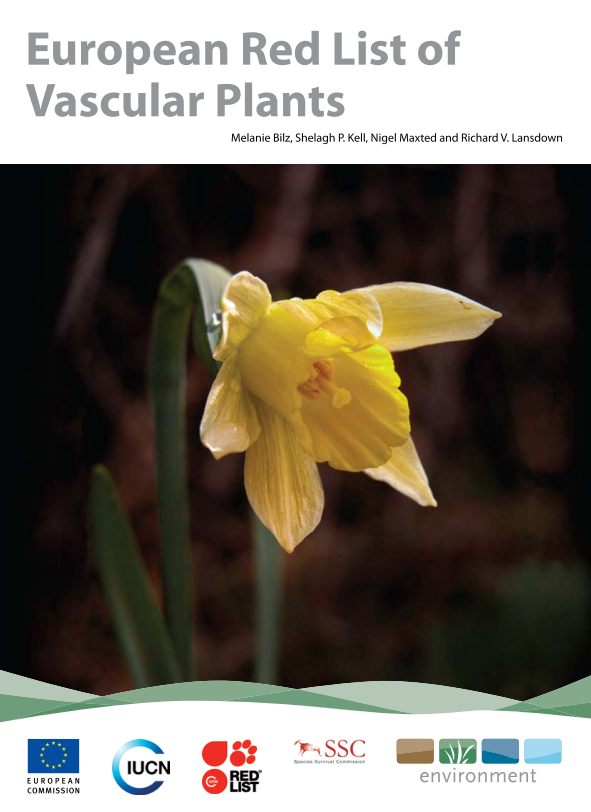 European Red List of
Vascular Plants
Melanie Bilz, Shelagh P. Kell, Nigel Maxted and Richard V. Lansdown
EUROPEAN
COMMISSION
IUCN
IUCN
RED
LIST
SSC
Species Survival Commission
environment